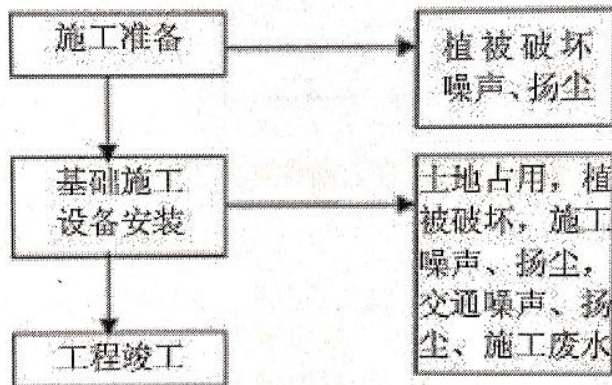 施工准备
植被破坏
噪声、扬尘
基础施工
设备安装
土地占用，植
被破坏，施工
噪声、扬尘，
交通噪声、扬
尘、施工废水
工程竣工